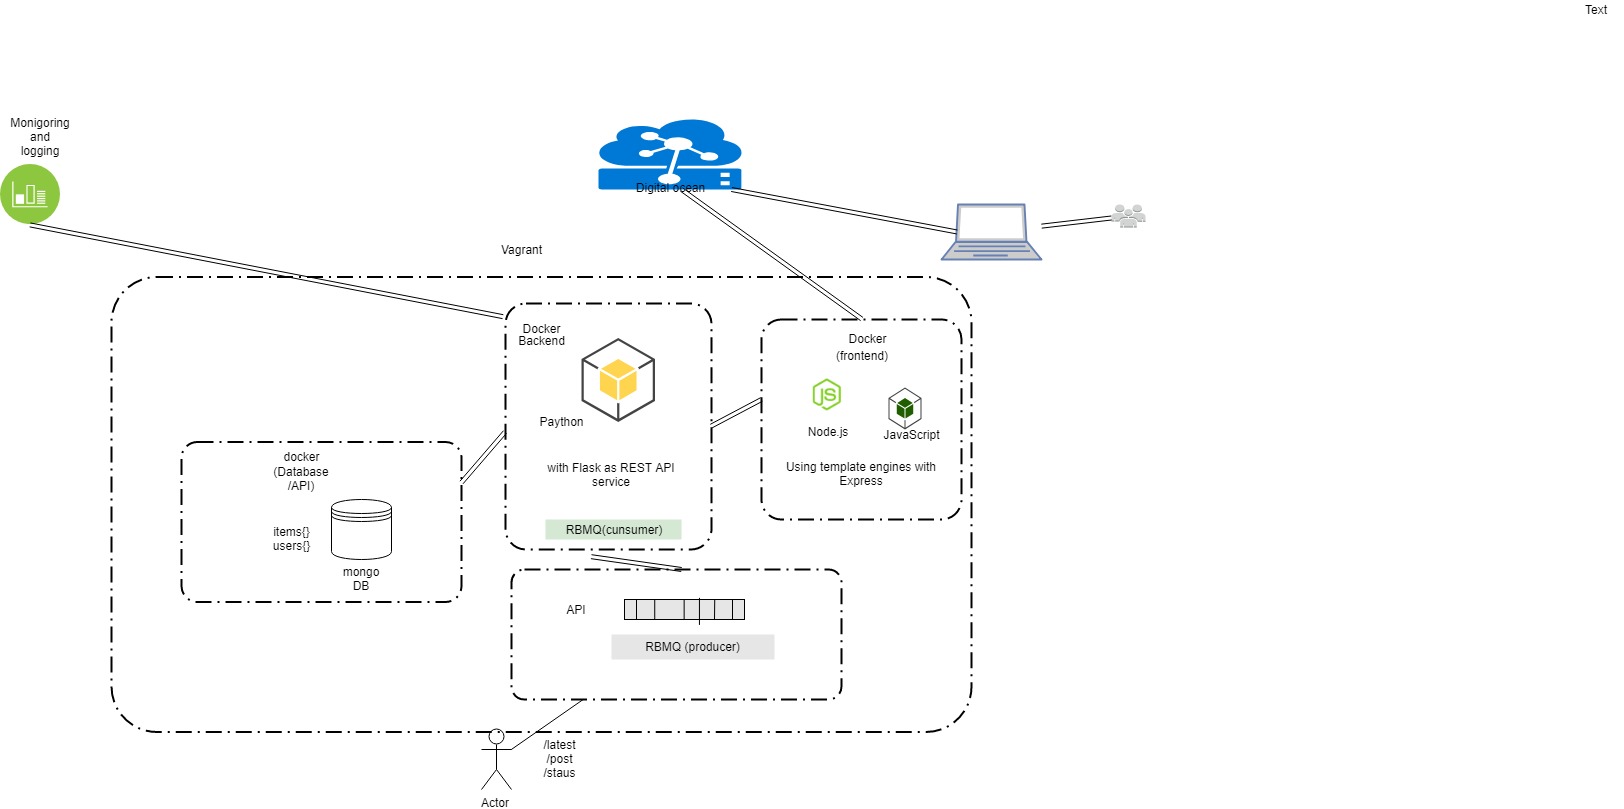 Text
Monigoring
and
logging
Digital ocean
Vagrant
Docker
Backend
Paython
with Flask as REST API
service
RBMQ(cunsumer)
Docker
(frontend)
JS
Node.js
JavaScript
Using template engines with
Express
docker
(Database
/API)
items{}
users{}
mongo
DB
API
RBMQ (producer)
/latest
/post
/staus
Actor